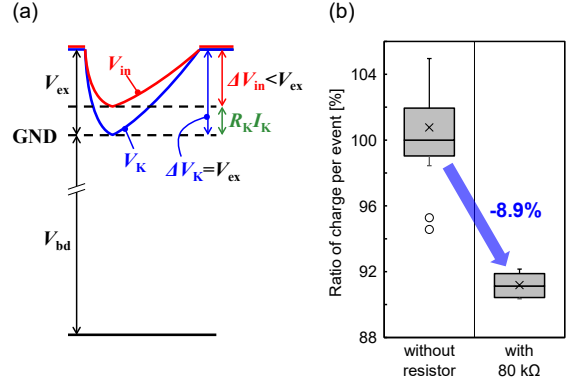 (a)
V_in
ΔV_in<V_ex
V_ex
R_K I_K
GND
V_K
ΔV_K=V_ex
V_bd
(b)
Ratio of charge per event [%]
104
100
96
92
88
-8.9%
without
resistor
with
80 kΩ